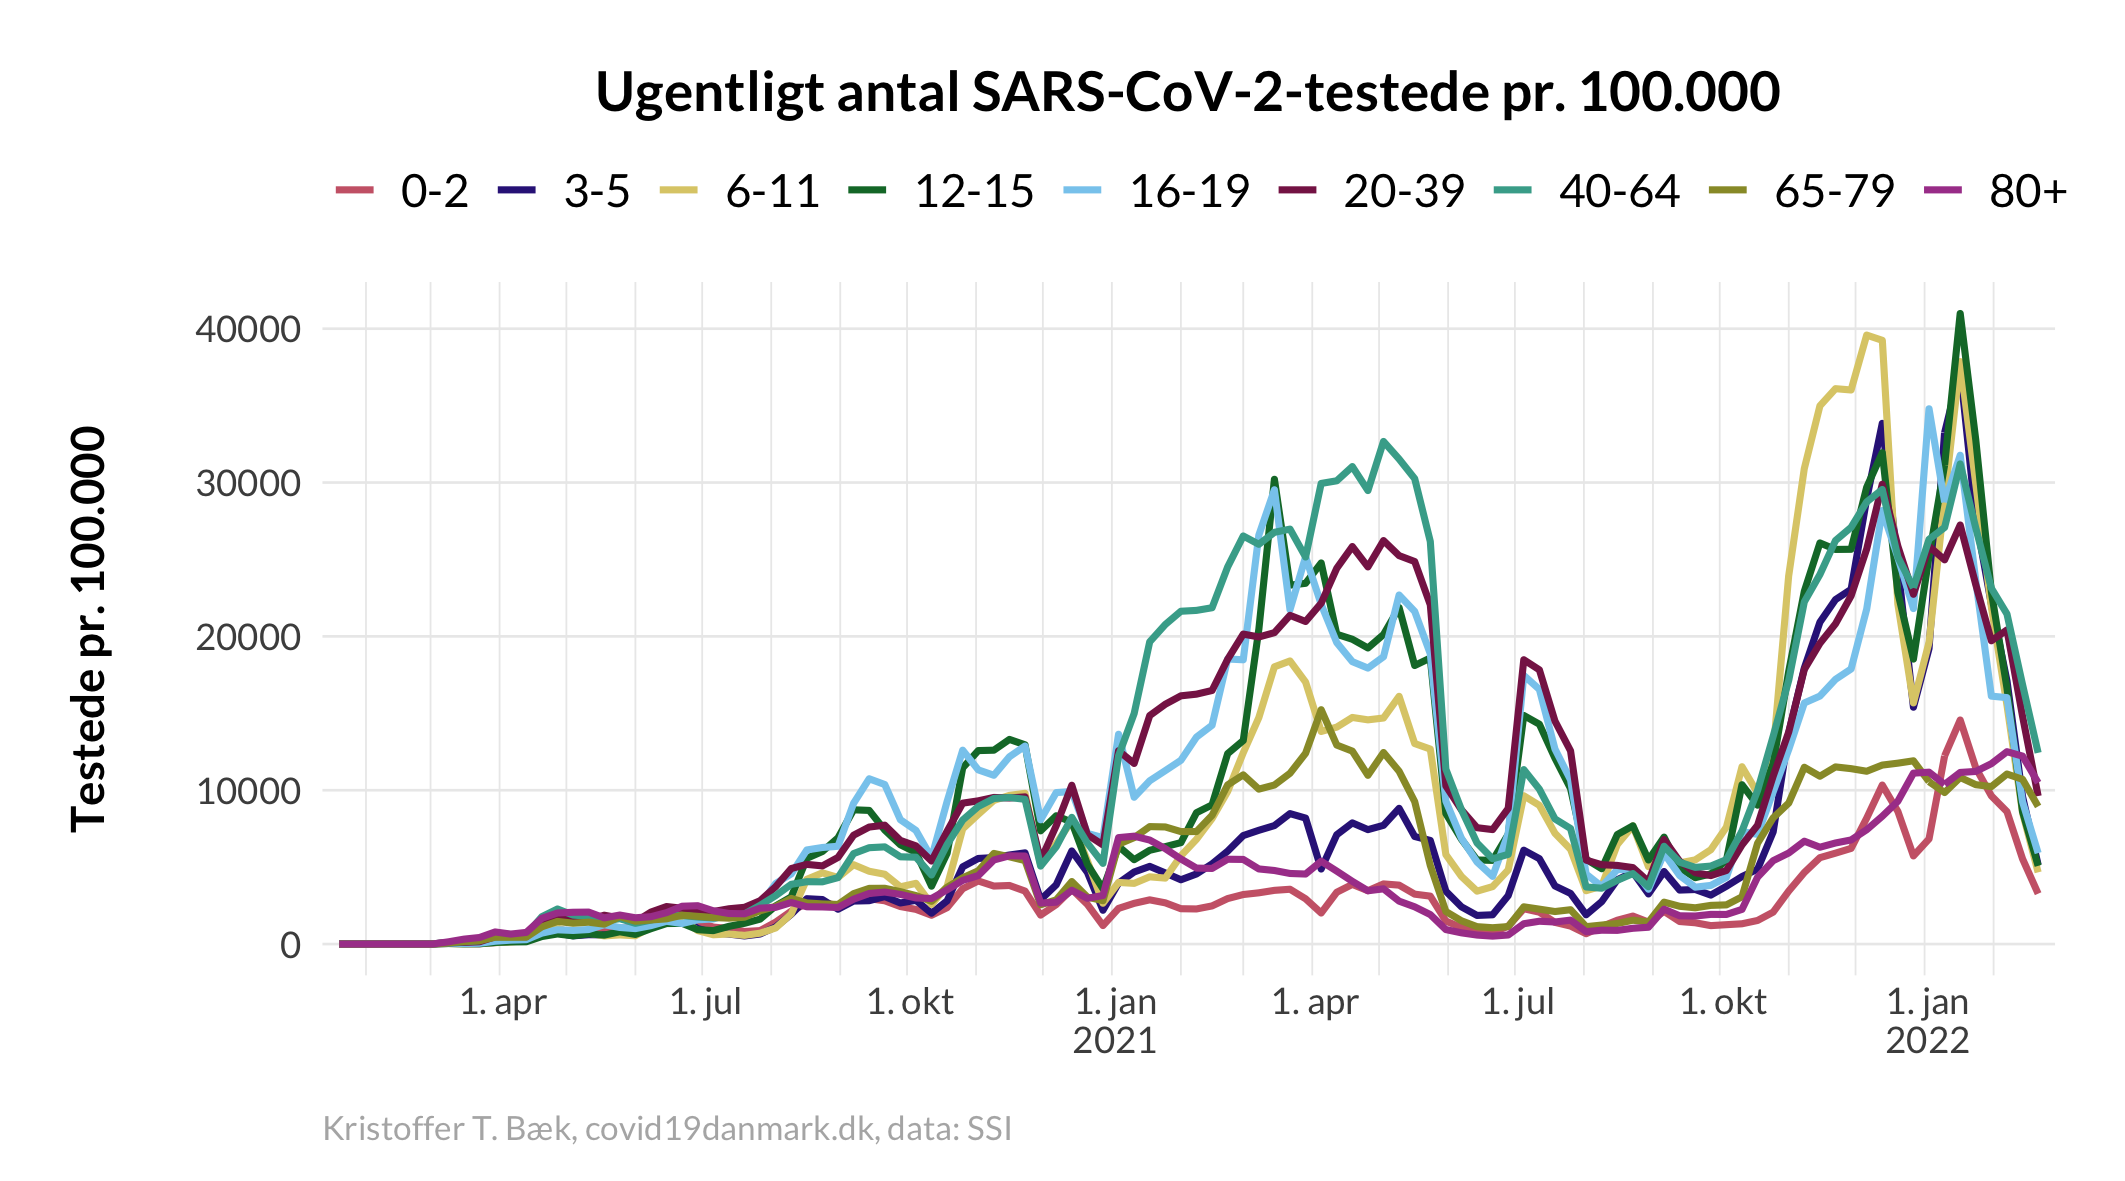 Ugentligt antal SARS-CoV-2-testede pr. 100.000
0-2 3-5 6-11 12-15 16-19 20-39 40-64 65-79 80+
Testede pr. 100.000
40000
30000
20000
10000
0
1. apr 1. jul 1. okt 1. jan 1. apr 1. jul 1. okt 1. jan
2021 2022
Kristoffer T. Bæk, covid19danmark.dk, data: SSI